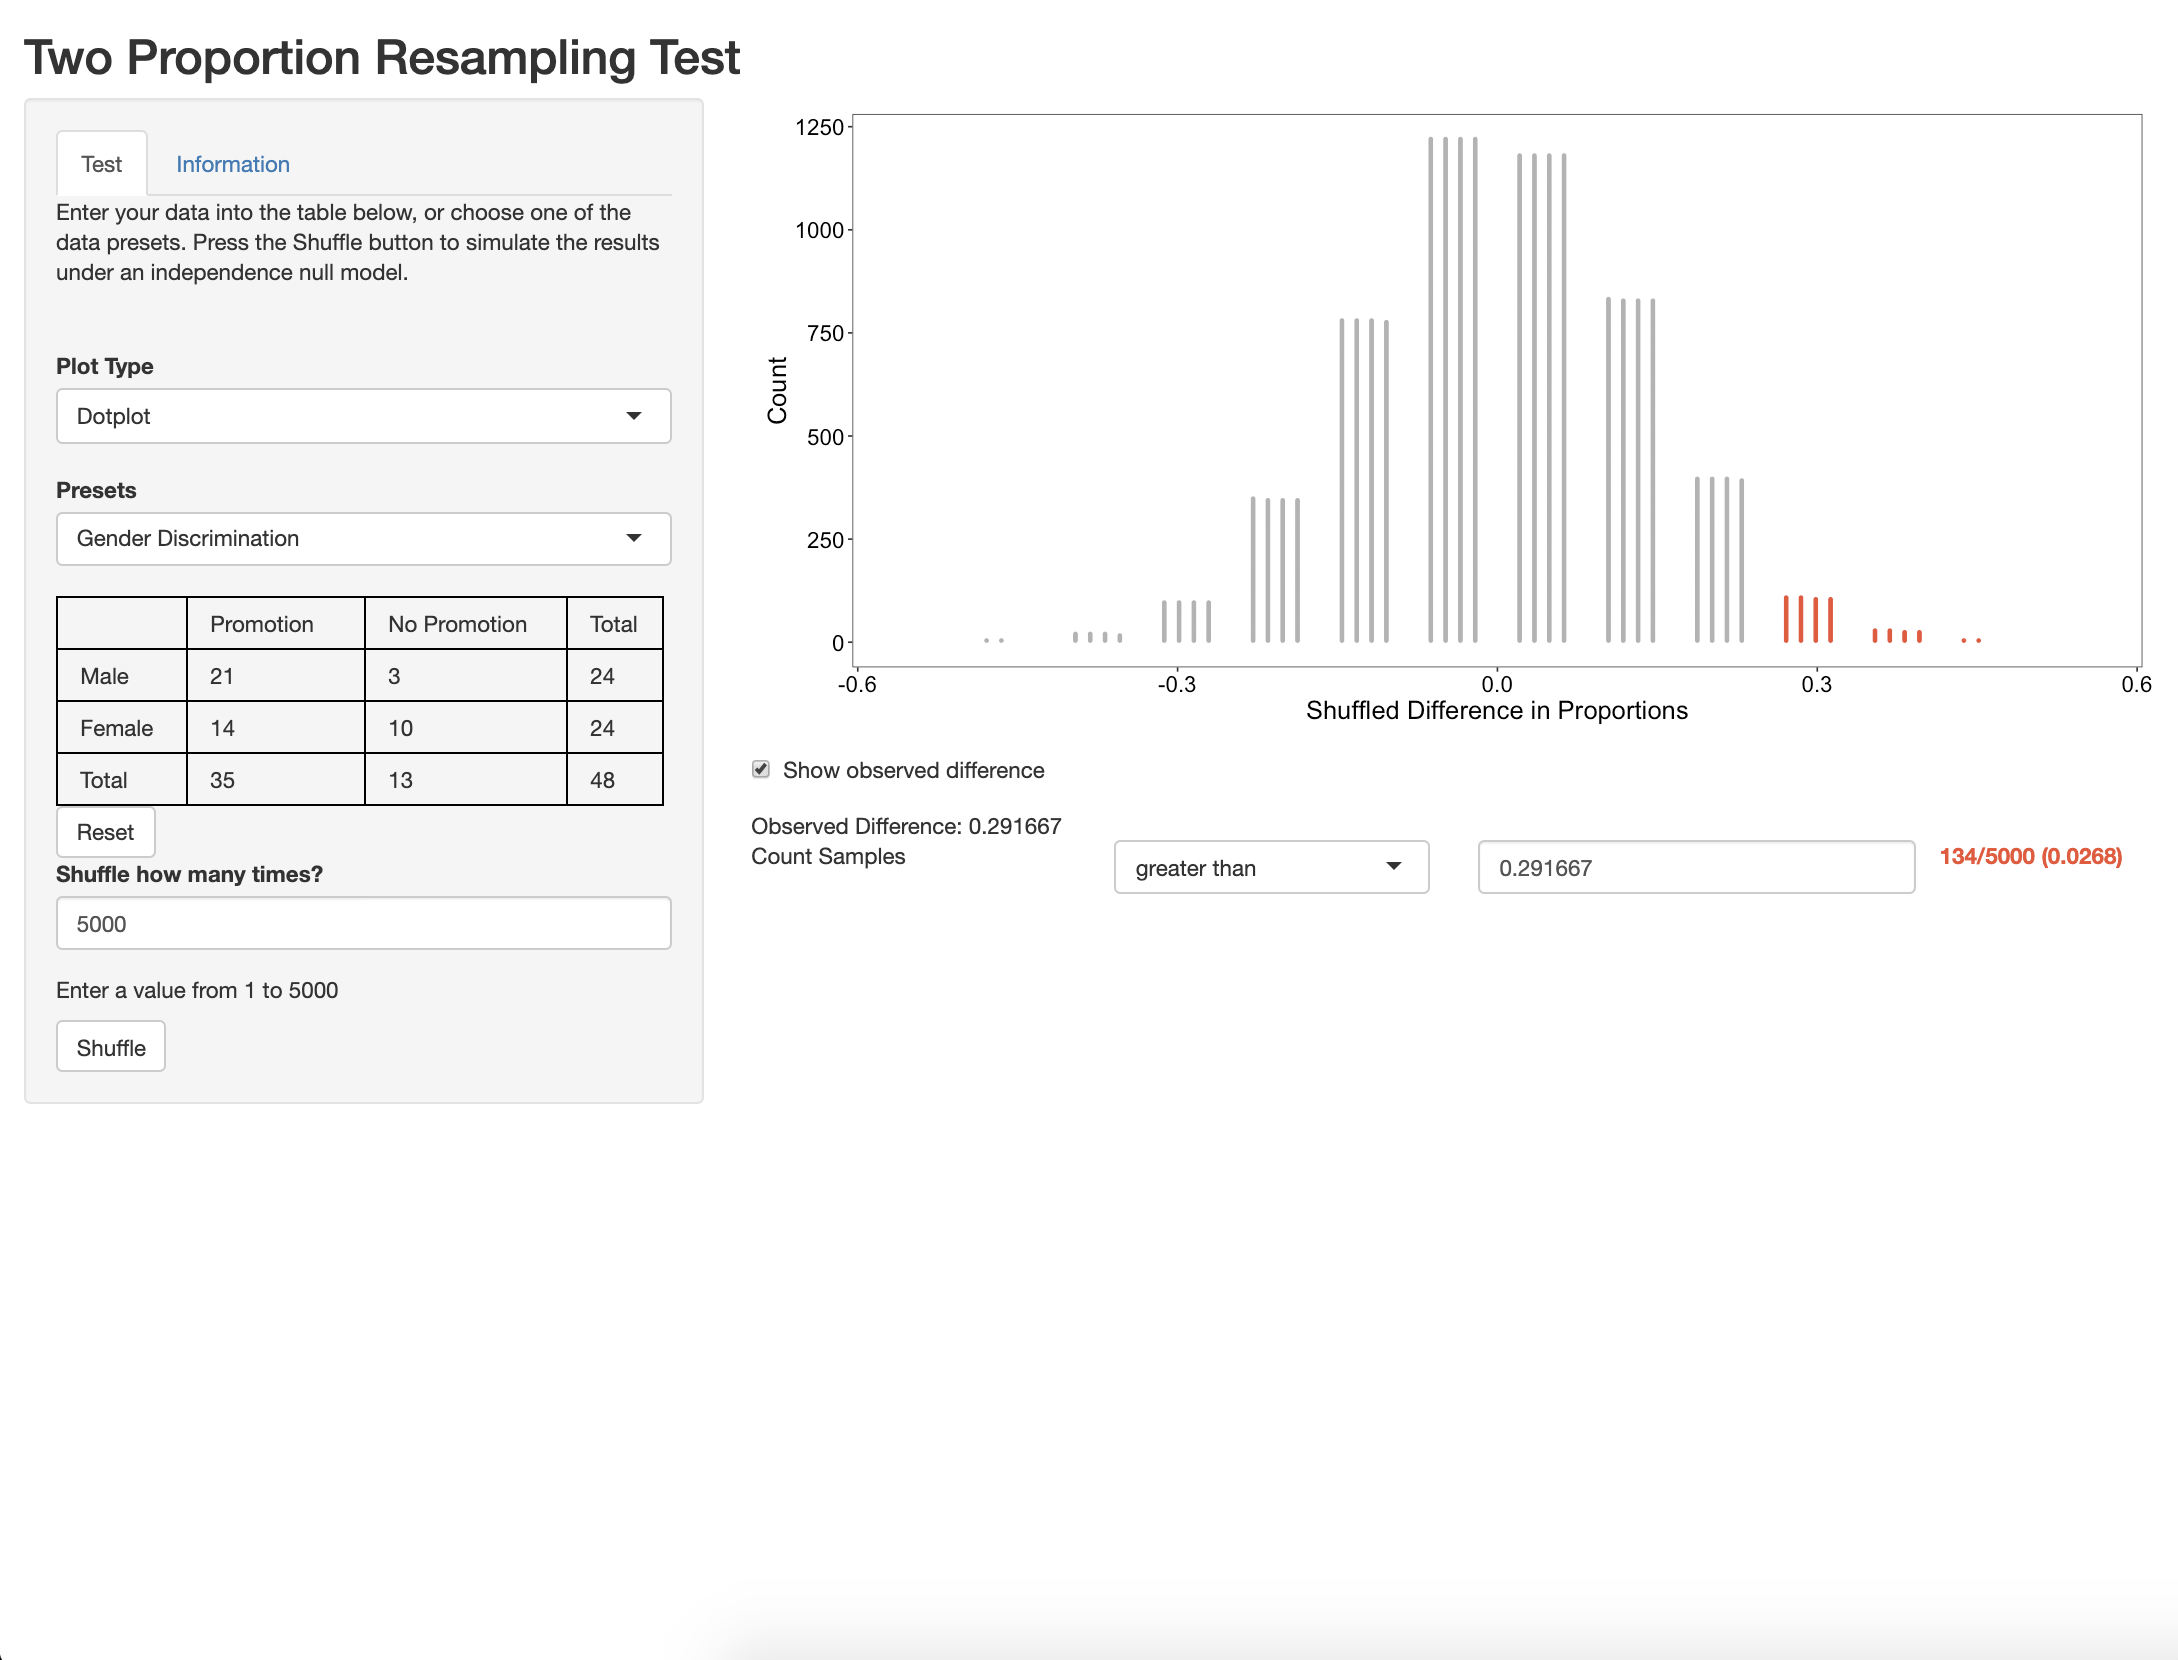 Two Proportion Resampling Test
Test Information
Enter your data into the table below, or choose one of the
data presets. Press the Shuffle button to simulate the results
under an independence null model.
Plot Type
Dotplot
Presets
Gender Discrimination
Promotion No Promotion Total
Male 21 3 24
Female 14 10 24
Total 35 13 48
Reset
Shuffle how many times?
5000
Enter a value from 1 to 5000
Shuffle
1250
1000
750
500
250
0
Count
-0.6 -0.3 0.0 0.3 0.6
Shuffled Difference in Proportions
Show observed difference
Observed Difference: 0.291667
Count Samples
greater than
0.291667
134/5000 (0.0268)